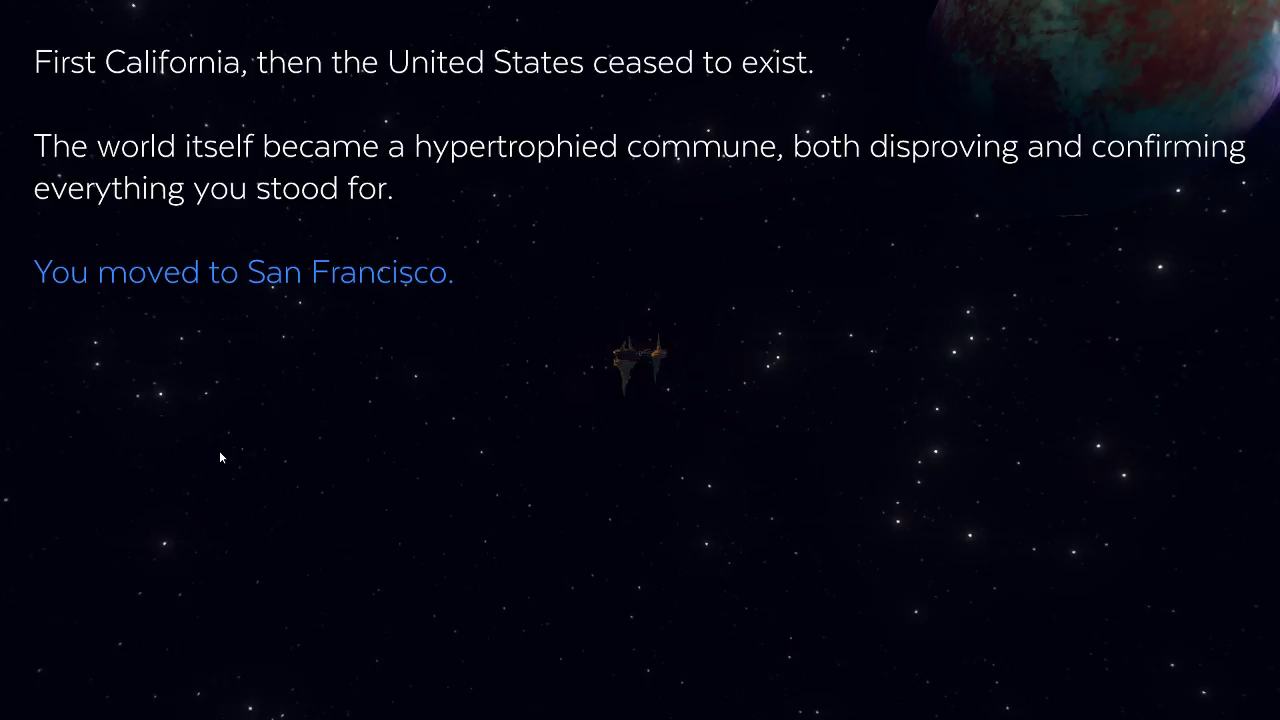 First California, then the United States ceased to exist.
The world itself became a hypertrophied commune, both disproving and confirming
everything you stood for.
You moved to San Francisco.